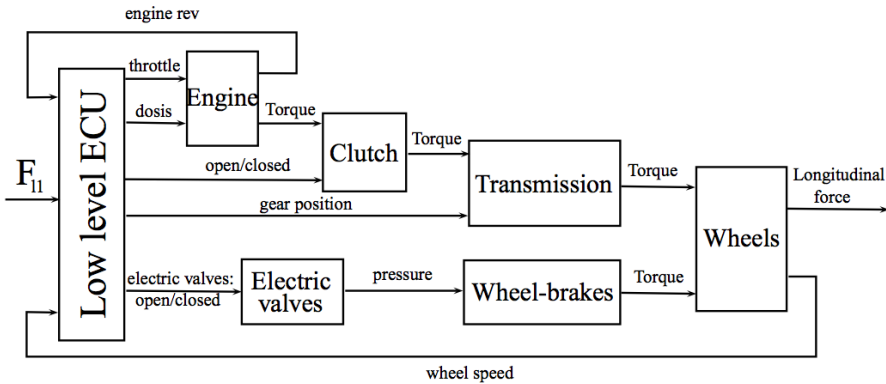 engine rev
throttle
Engine
dosis
Torque
Low level ECU
F11
open/closed
Clutch
Torque
gear position
Transmission
Torque
Wheels
Longitudinal
force
electric valves:
open/closed
Electric
valves
pressure
Wheel-brakes
Torque
wheel speed